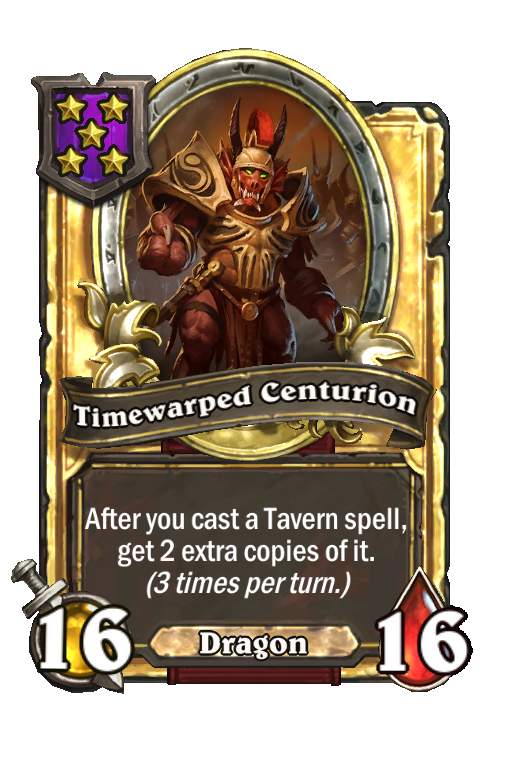 Timewarped Centurion
After you cast a Tavern spell,
get 2 extra copies of it.
(3 times per turn.)
16
Dragon
16